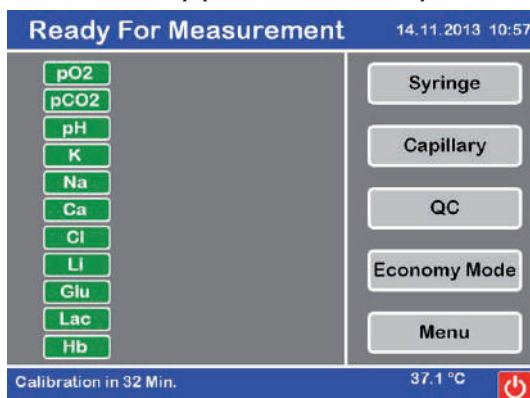 Ready For Measurement 14.11.2013 10:57
pO2
pCO2
pH
K
Na
Ca
Cl
Li
Glu
Lac
Hb
Syringe
Capillary
QC
Economy Mode
Menu
Calibration in 32 Min. 37.1 °C